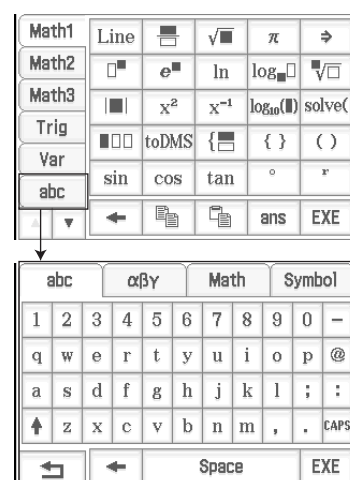 Math1 Line √■ π ⇒
Math2 □■ e■ ln log■□ ■√□
Math3 |■| x² x⁻¹ log₁₀(■) solve(
Trig ■□□ toDMS { } ( )
Var sin cos tan ° r
abc ← ans EXE
▲ ▼
abc αβγ Math Symbol
1 2 3 4 5 6 7 8 9 0 −
q w e r t y u i o p @
a s d f g h j k l ; :
↑ z x c v b n m , . CAPS
← Space EXE